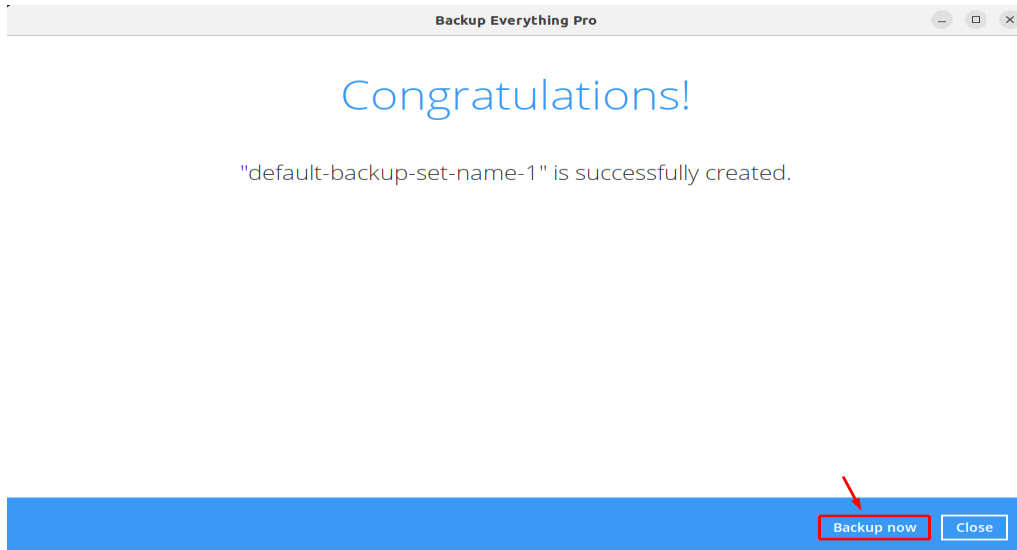 Backup Everything Pro
Congratulations!
"default-backup-set-name-1" is successfully created.
Backup now
Close